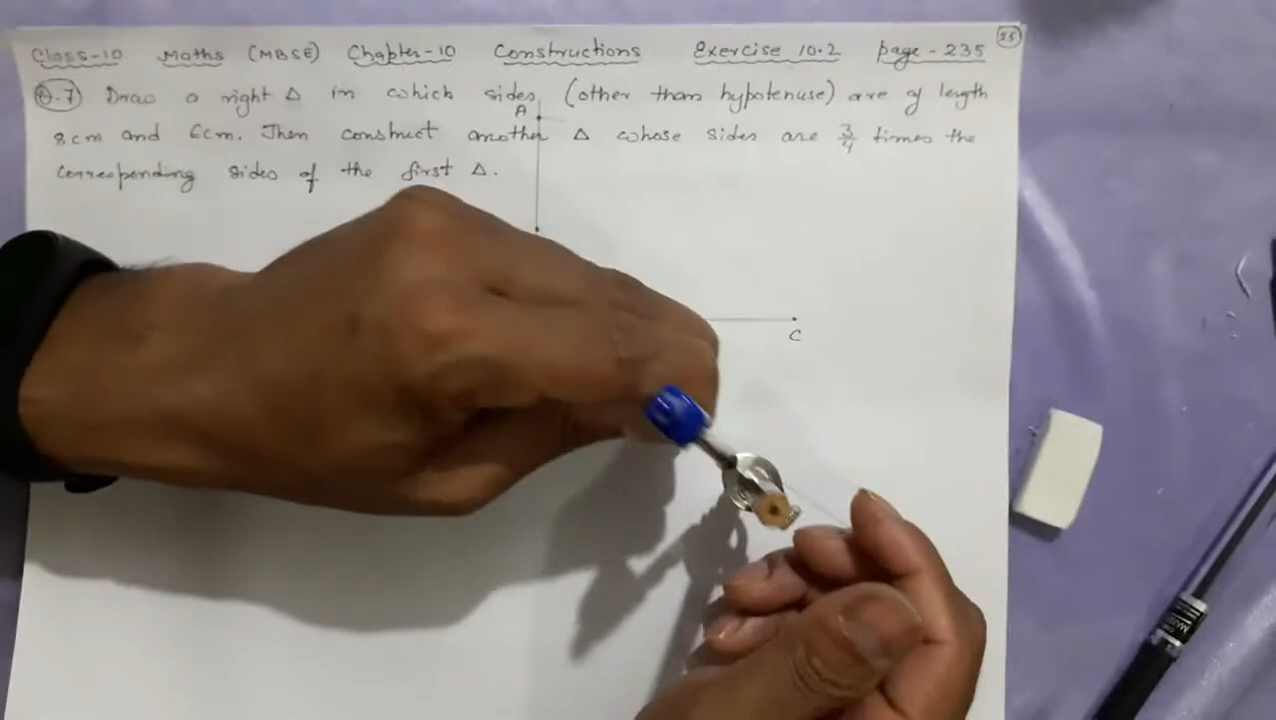 25
Class-10 Maths (MBSE) Chapter-10 Constructions Exercise 10.2 page-235
Q.7) Draw a right Δ in which sides (other than hypotenuse) are of length
8cm and 6cm. Then construct another Δ whose sides are 3/4 times the
corresponding sides of the first Δ.
A
C